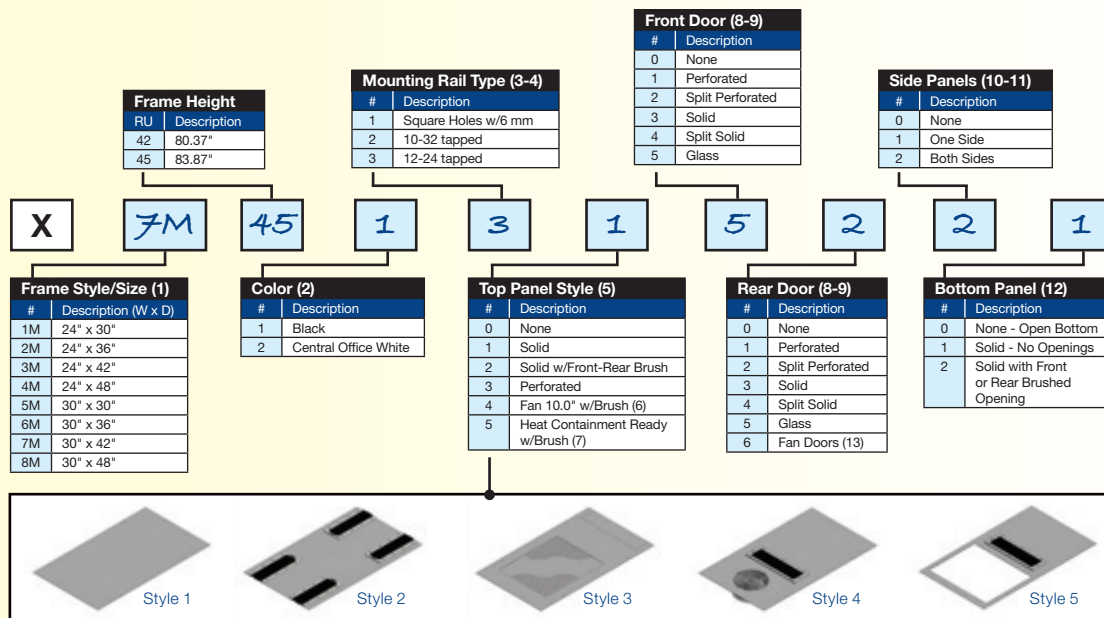 Front Door (8-9)
# Description
0 None
1 Perforated
2 Split Perforated
3 Solid
4 Split Solid
5 Glass
Mounting Rail Type (3-4)
# Description
1 Square Holes w/6 mm
2 10-32 tapped
3 12-24 tapped
Side Panels (10-11)
# Description
0 None
1 One Side
2 Both Sides
Frame Height
RU Description
42 80.37"
45 83.87"
X 7M 45 1 3 1 5 2 2 1
Frame Style/Size (1)
# Description (W x D)
1M 24" x 30"
2M 24" x 36"
3M 24" x 42"
4M 24" x 48"
5M 30" x 30"
6M 30" x 36"
7M 30" x 42"
8M 30" x 48"
Color (2)
# Description
1 Black
2 Central Office White
Top Panel Style (5)
# Description
0 None
1 Solid
2 Solid w/Front-Rear Brush
3 Perforated
4 Fan 10.0" w/Brush (6)
5 Heat Containment Ready
w/Brush (7)
Rear Door (8-9)
# Description
0 None
1 Perforated
2 Split Perforated
3 Solid
4 Split Solid
5 Glass
6 Fan Doors (13)
Bottom Panel (12)
# Description
0 None - Open Bottom
1 Solid - No Openings
2 Solid with Front
or Rear Brushed
Opening
Style 1 Style 2 Style 3 Style 4 Style 5